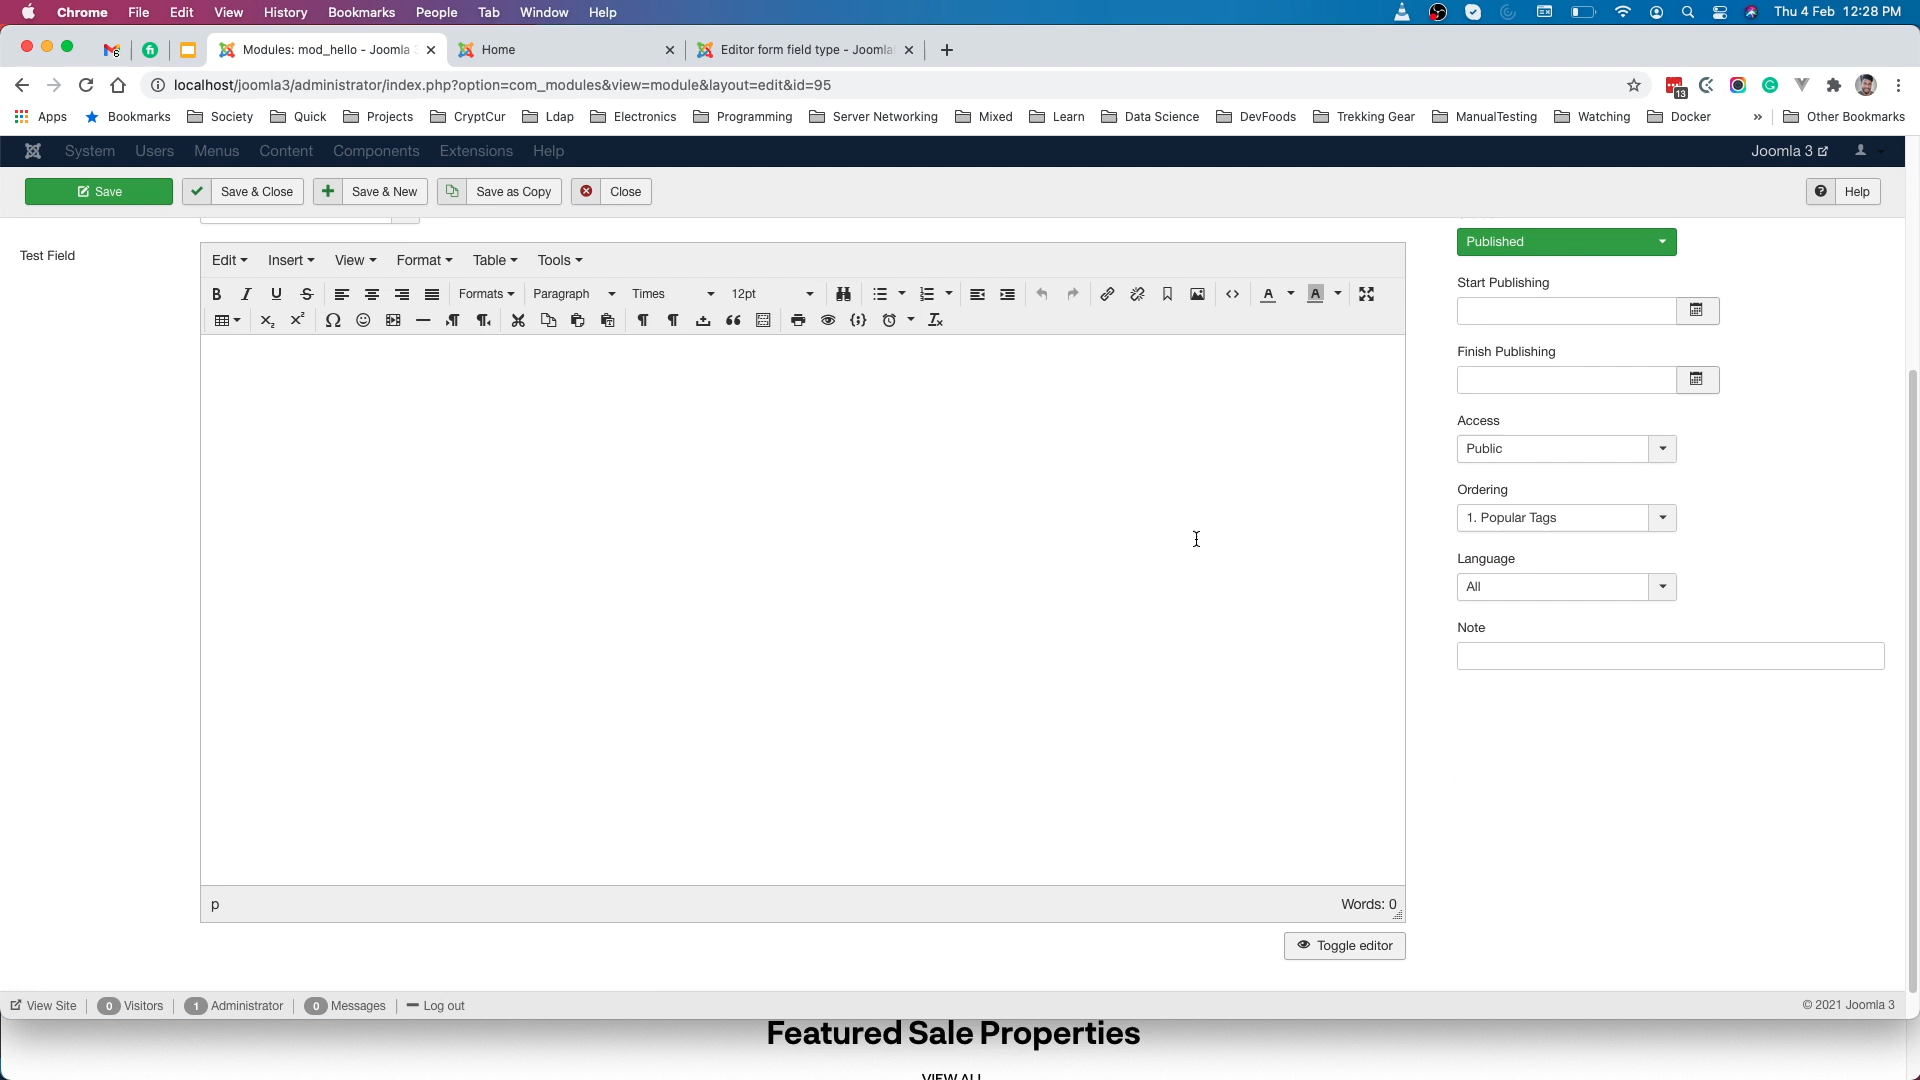 Chrome File Edit View History Bookmarks People Tab Window Help Thu 4 Feb 12:28 PM
Modules: mod_hello - Joomla Home Editor form field type - Joomla
localhost/joomla3/administrator/index.php?option=com_modules&view=module&layout=edit&id=95 13
Apps Bookmarks Society Quick Projects CryptCur Ldap Electronics Programming Server Networking Mixed Learn Data Science DevFoods Trekking Gear ManualTesting Watching Docker » Other Bookmarks
System Users Menus Content Components Extensions Help Joomla 3
Save Save & Close Save & New Save as Copy Close Help
Test Field
Edit Insert View Format Table Tools
B I U S Formats Paragraph Times 12pt A A
p Words: 0
Toggle editor
Published
Start Publishing
Finish Publishing
Access
Public
Ordering
1. Popular Tags
Language
All
Note
View Site 0 Visitors 1 Administrator 0 Messages Log out © 2021 Joomla 3
Featured Sale Properties
VIEW ALL